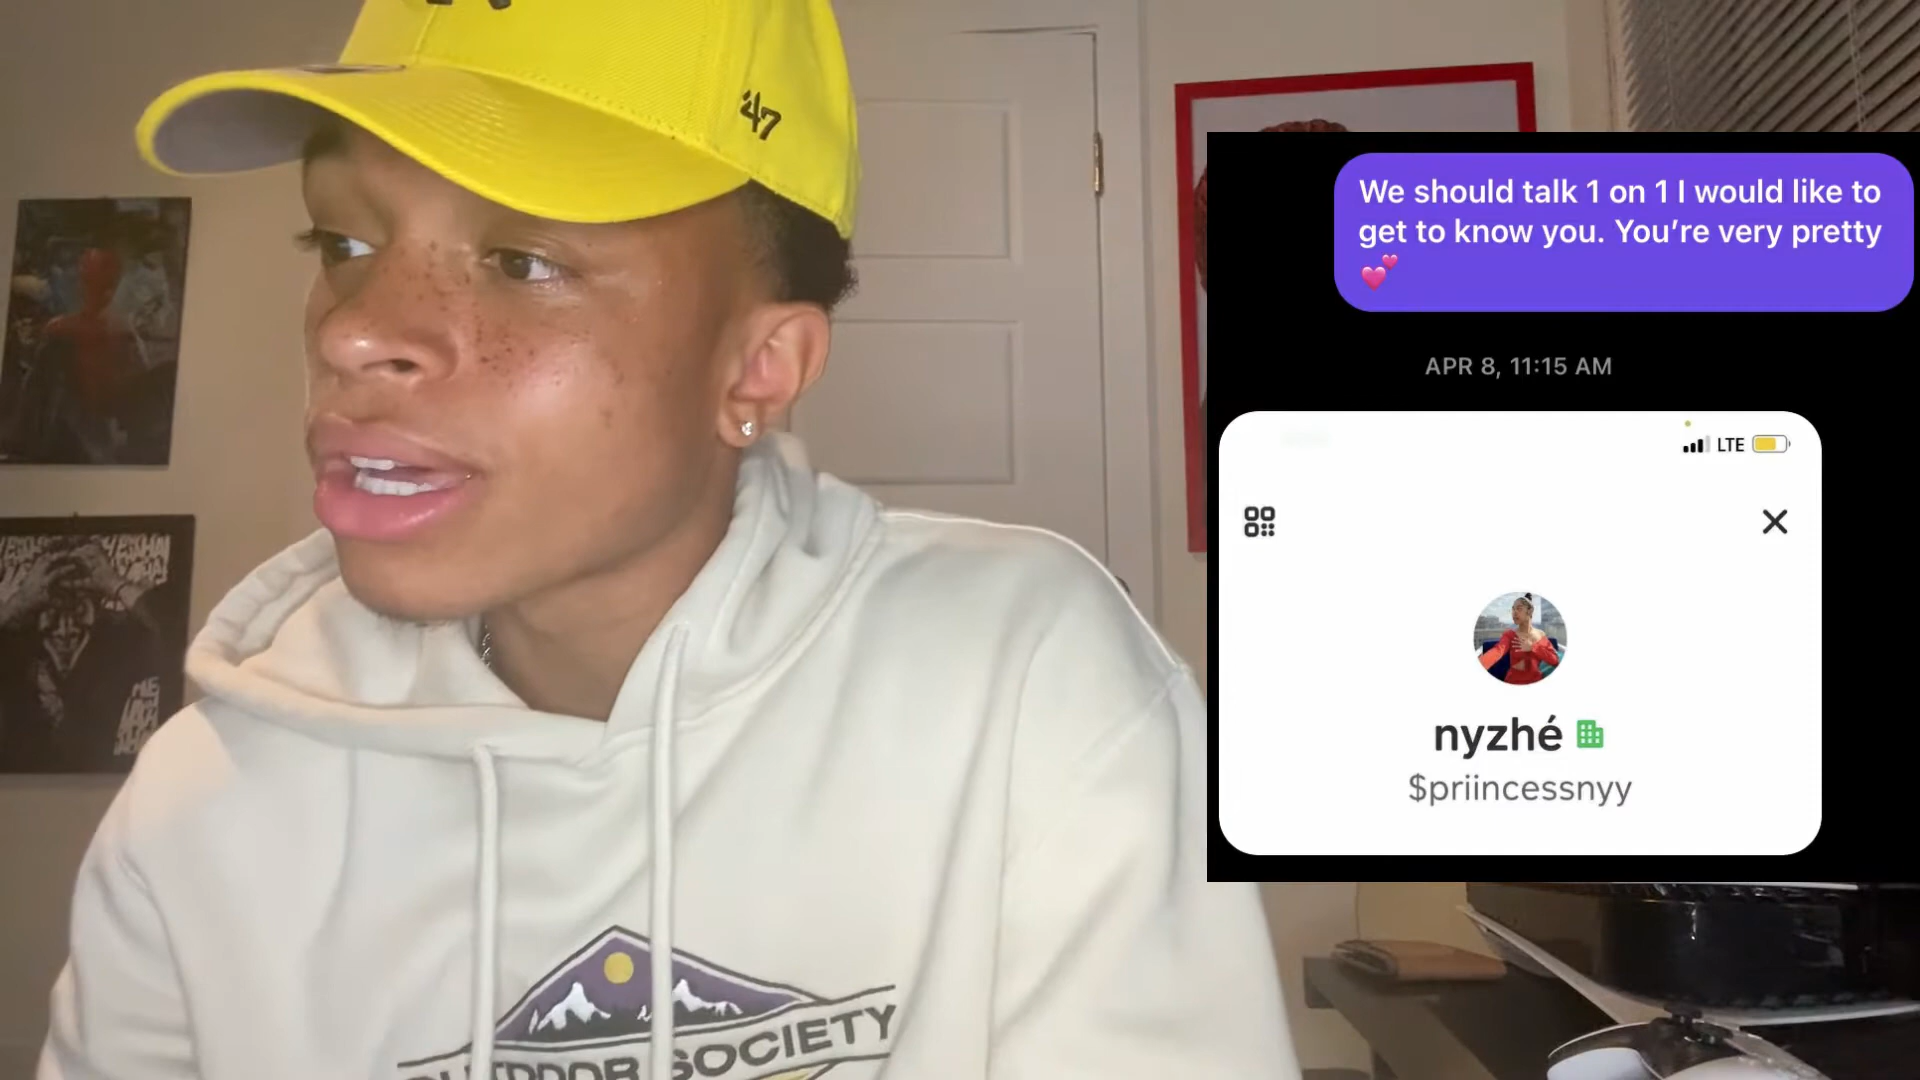 '47
We should talk 1 on 1 I would like to
get to know you. You're very pretty
💕
APR 8, 11:15 AM
LTE
nyzhé
$priincessnyy
OUTDOOR SOCIETY